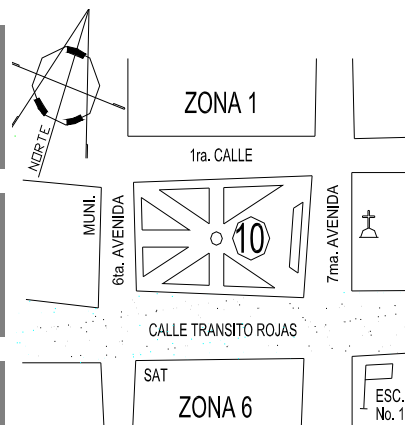 ZONA 1
NORTE
1ra. CALLE
MUNI.
6ta. AVENIDA
10
7ma. AVENIDA
CALLE TRANSITO ROJAS
SAT
ZONA 6
ESC.
No. 1